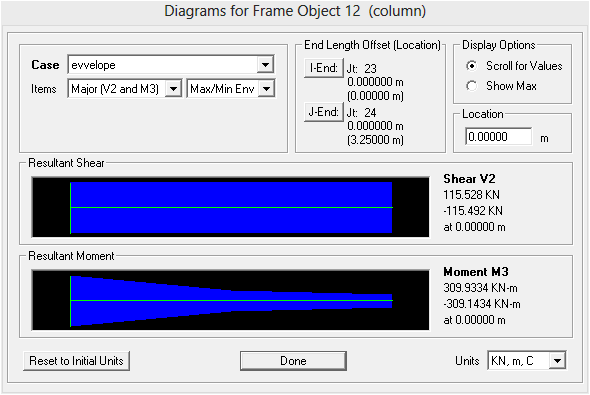 Diagrams for Frame Object 12 (column)
Case evvelope
Items Major (V2 and M3) Max/Min Env
End Length Offset (Location)
I-End: Jt: 23
0.000000 m
(0.00000 m)
J-End: Jt: 24
0.000000 m
(3.25000 m)
Display Options
Scroll for Values
Show Max
Location
0.00000 m
Resultant Shear
Shear V2
115.528 KN
-115.492 KN
at 0.00000 m
Resultant Moment
Moment M3
309.9334 KN-m
-309.1434 KN-m
at 0.00000 m
Reset to Initial Units Done Units KN, m, C